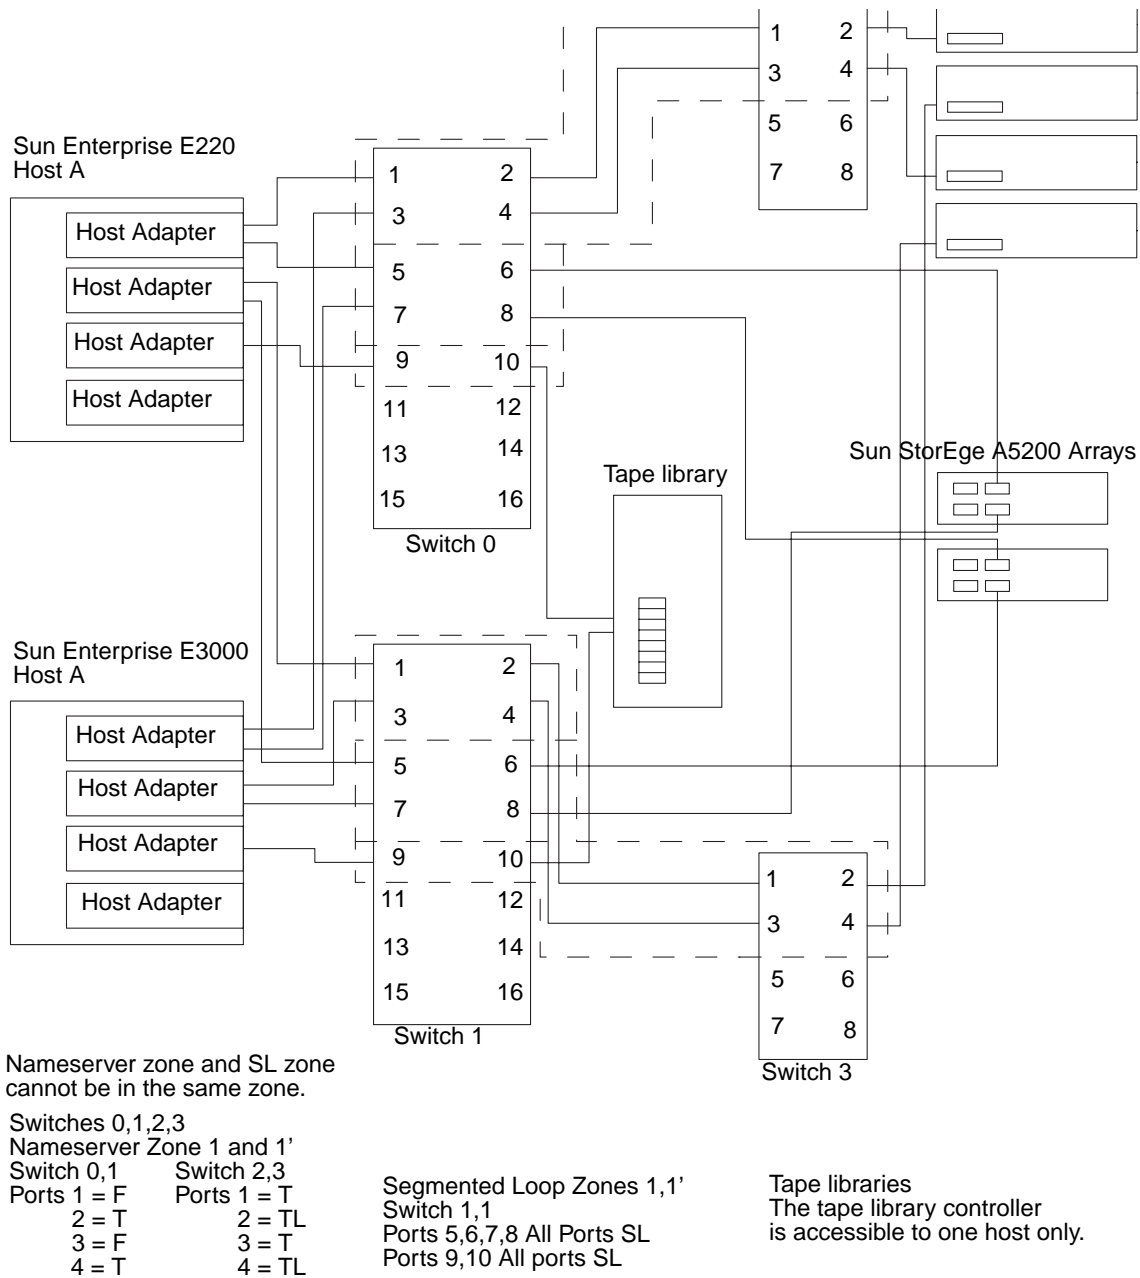 1 2
3 4
5 6
7 8
Sun Enterprise E220
Host A
Host Adapter
Host Adapter
Host Adapter
Host Adapter
1 2
3 4
5 6
7 8
9 10
11 12
13 14
15 16
Switch 0
Tape library
Sun StorEge A5200 Arrays
Sun Enterprise E3000
Host A
Host Adapter
Host Adapter
Host Adapter
Host Adapter
1 2
3 4
5 6
7 8
9 10
11 12
13 14
15 16
Switch 1
1 2
3 4
5 6
7 8
Switch 3
Nameserver zone and SL zone
cannot be in the same zone.
Switches 0,1,2,3
Nameserver Zone 1 and 1’
Switch 0,1 Switch 2,3
Ports 1 = F Ports 1 = T
2 = T 2 = TL
3 = F 3 = T
4 = T 4 = TL
Segmented Loop Zones 1,1’
Switch 1,1
Ports 5,6,7,8 All Ports SL
Ports 9,10 All ports SL
Tape libraries
The tape library controller
is accessible to one host only.